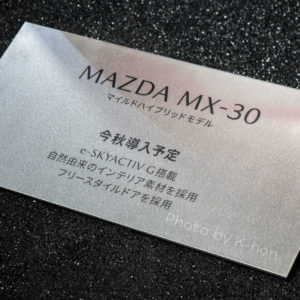 MAZDA MX-30
マイルドハイブリッドモデル
今秋導入予定
e-SKYACTIV G搭載
自然由来のインテリア素材を採用
フリースタイルドアを採用
Photo by K-hon.